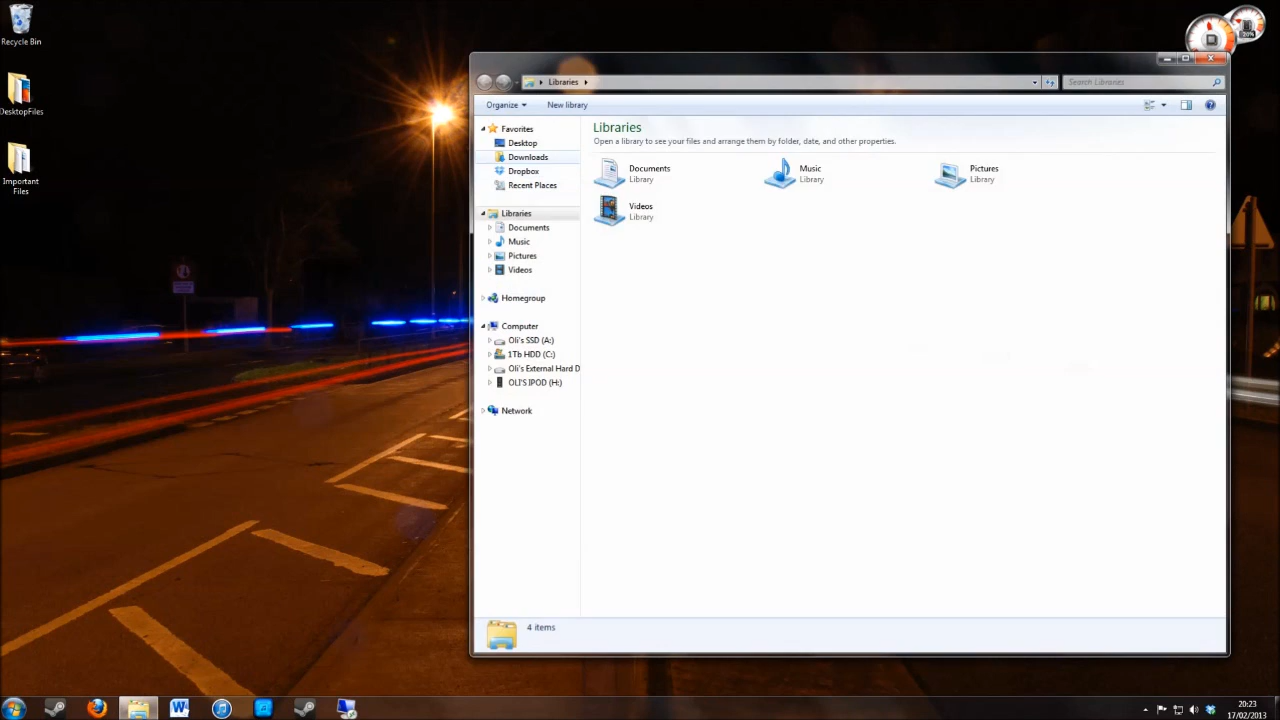 Recycle Bin
DesktopFiles
Important
Files
20%
Libraries
Search Libraries
Organize
New library
Favorites
Desktop
Downloads
Dropbox
Recent Places
Libraries
Documents
Music
Pictures
Videos
Homegroup
Computer
Oli's SSD (A:)
1Tb HDD (C:)
Oli's External Hard D
OLI'S IPOD (H:)
Network
Libraries
Open a library to see your files and arrange them by folder, date, and other properties.
Documents
Library
Music
Library
Pictures
Library
Videos
Library
4 items
20:23
17/02/2013